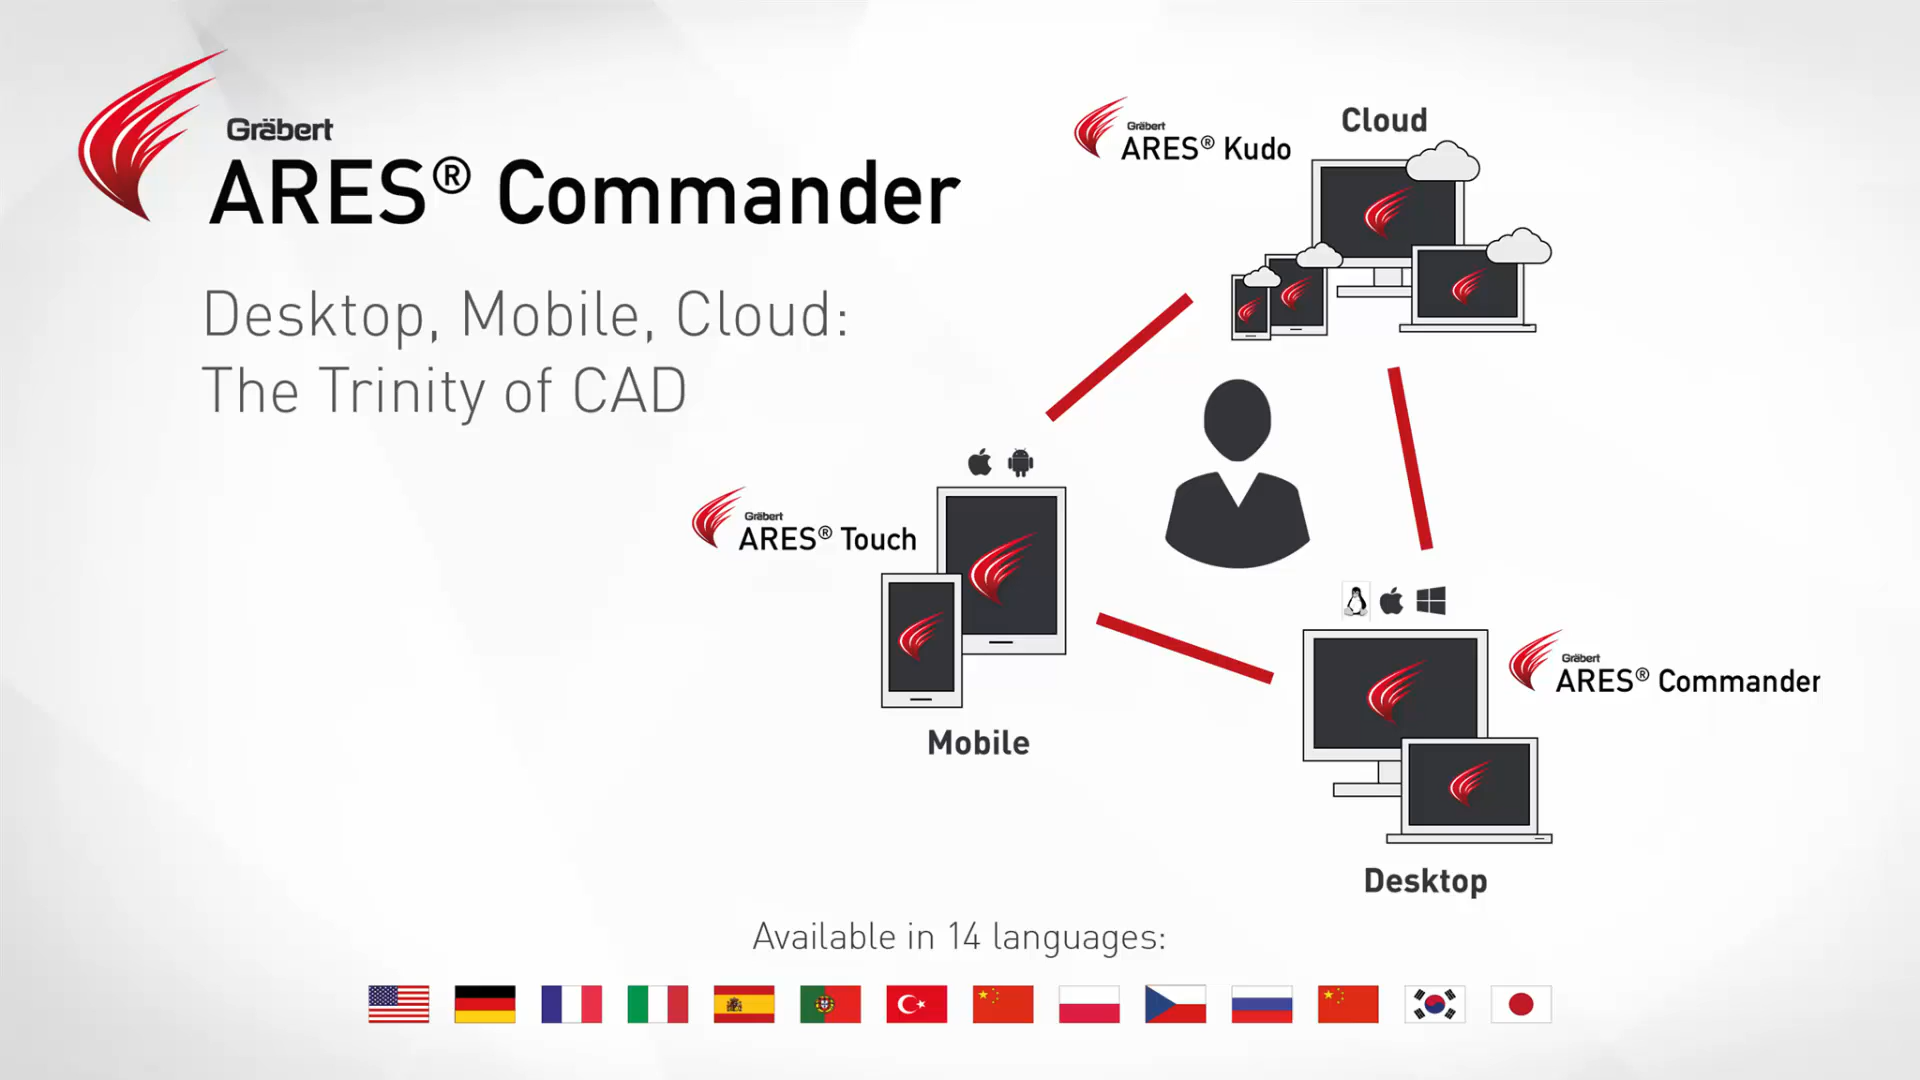 Gräbert
ARES® Commander
Desktop, Mobile, Cloud:
The Trinity of CAD
Cloud
Gräbert
ARES® Kudo
Gräbert
ARES® Touch
Mobile
Gräbert
ARES® Commander
Desktop
Available in 14 languages: